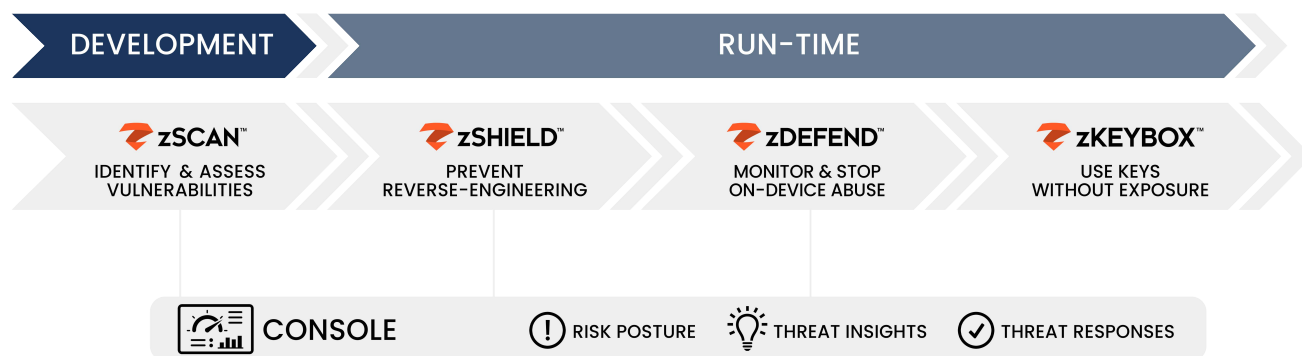 DEVELOPMENT
RUN-TIME
zSCAN™
IDENTIFY & ASSESS
VULNERABILITIES
zSHIELD™
PREVENT
REVERSE-ENGINEERING
zDEFEND™
MONITOR & STOP
ON-DEVICE ABUSE
zKEYBOX™
USE KEYS
WITHOUT EXPOSURE
CONSOLE
RISK POSTURE
THREAT INSIGHTS
THREAT RESPONSES